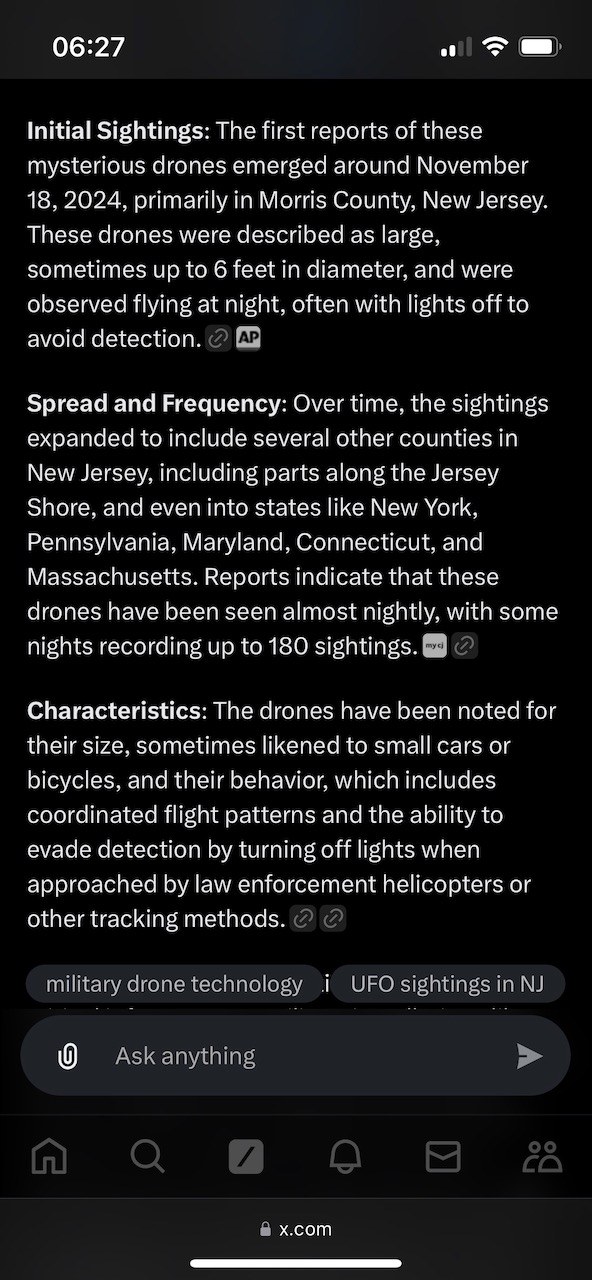 06:27
Initial Sightings: The first reports of these
mysterious drones emerged around November
18, 2024, primarily in Morris County, New Jersey.
These drones were described as large,
sometimes up to 6 feet in diameter, and were
observed flying at night, often with lights off to
avoid detection. AP
Spread and Frequency: Over time, the sightings
expanded to include several other counties in
New Jersey, including parts along the Jersey
Shore, and even into states like New York,
Pennsylvania, Maryland, Connecticut, and
Massachusetts. Reports indicate that these
drones have been seen almost nightly, with some
nights recording up to 180 sightings. mycj
Characteristics: The drones have been noted for
their size, sometimes likened to small cars or
bicycles, and their behavior, which includes
coordinated flight patterns and the ability to
evade detection by turning off lights when
approached by law enforcement helicopters or
other tracking methods.
military drone technology UFO sightings in NJ
Ask anything
x.com